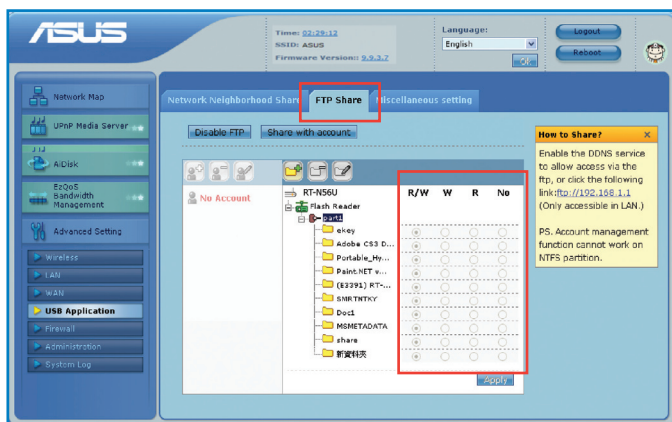 ASUS
Time: 02:29:12
SSID: ASUS
Firmware Version: 9.9.3.7
Language:
English
Logout
Reboot
Network Map
UPnP Media Server
AiDisk
EzQoS
Bandwidth
Management
Advanced Setting
Wireless
LAN
WAN
USB Application
Firewall
Administration
System Log
Network Neighborhood Share
FTP Share
Miscellaneous setting
Disable FTP
Share with account
No Account
RT-N56U
R/W W R No
Flash Reader
part1
ekey
Adobe CS3 D...
Portable_Hy...
Paint.NET v...
(E3391) RT-...
SMRTNTKY
Doc1
MSMETADATA
share
新資料夾
Apply
How to Share? X
Enable the DDNS service
to allow access via the
ftp, or click the following
link:ftp://192.168.1.1
(Only accessible in LAN.)
PS. Account management
function cannot work on
NTFS partition.